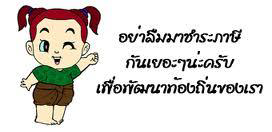 อย่าลืมมาชำระภาษี
กันเยอะๆน่ะครับ
เพื่อพัฒนาท้องถิ่นของเรา